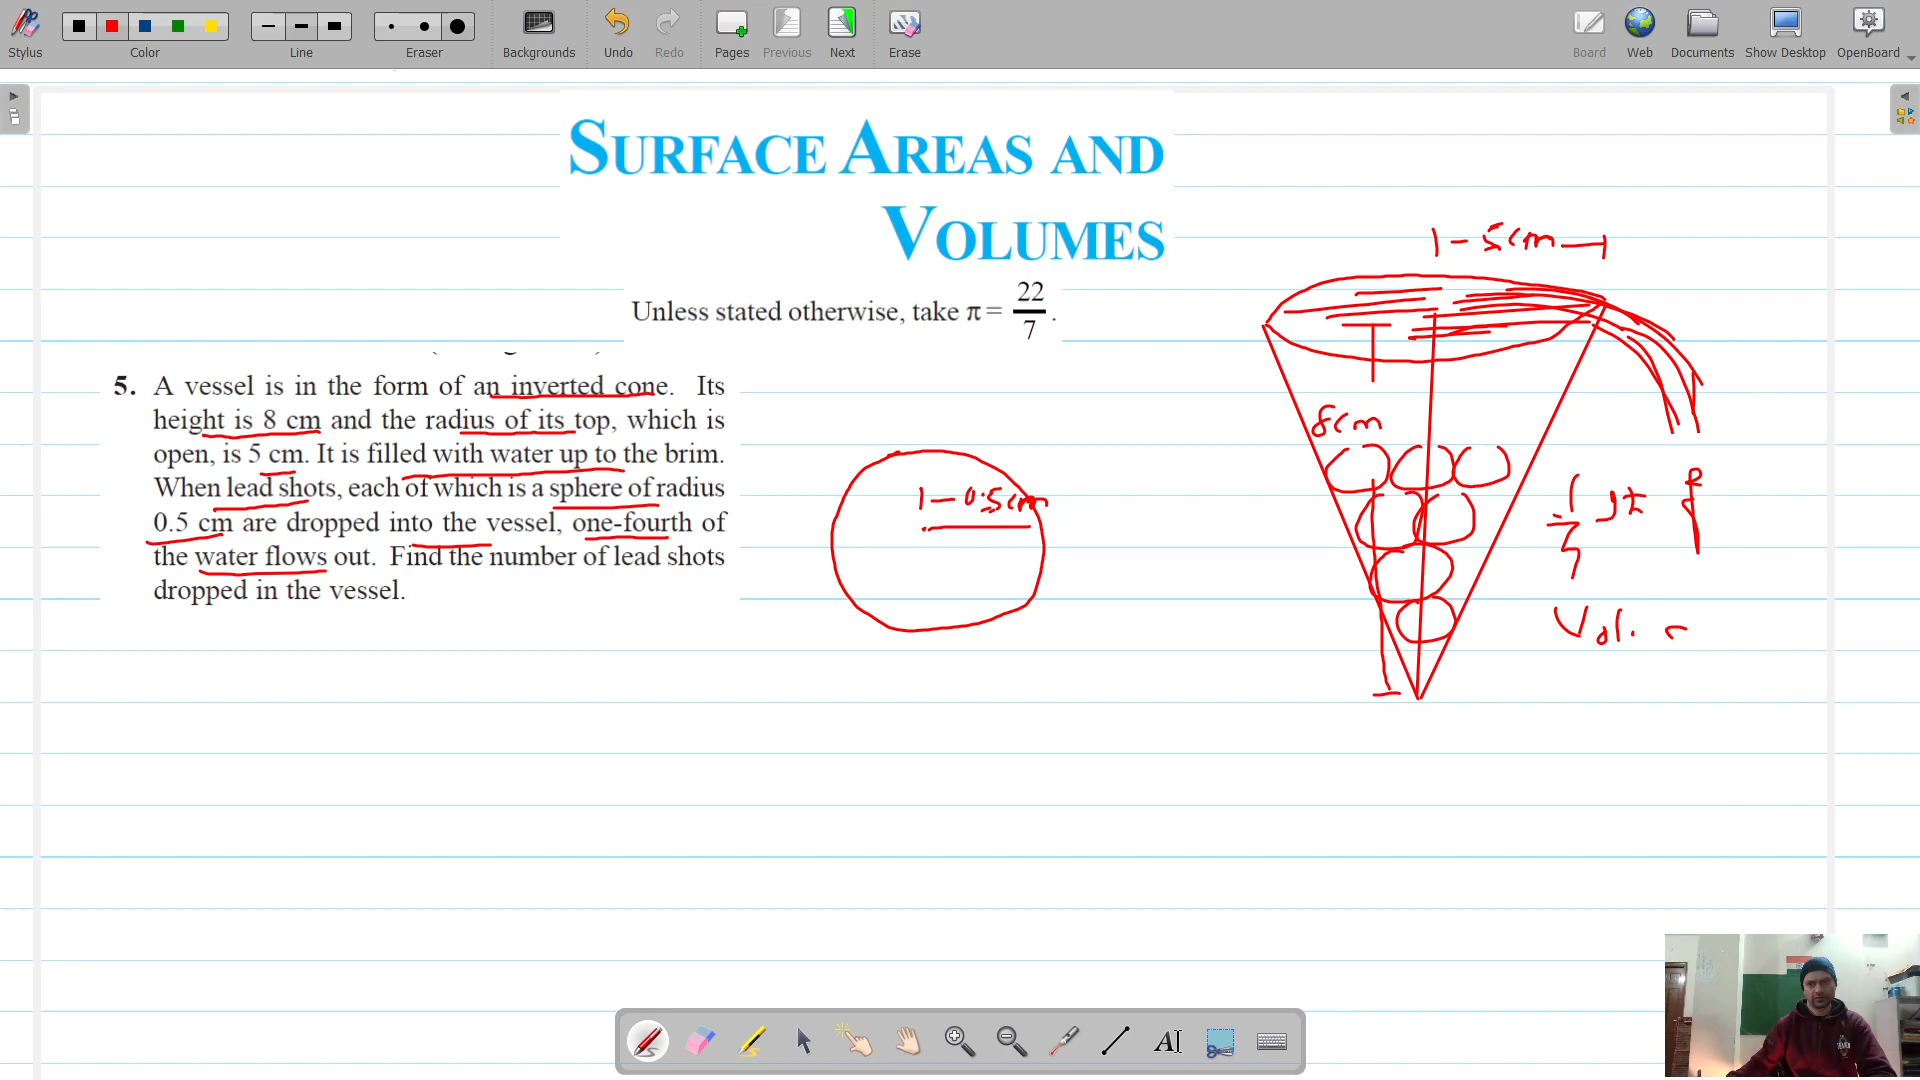 Stylus
Color
Line
Eraser
Backgrounds
Undo
Redo
Pages
Previous
Next
Erase
Board
Web
Documents
Show Desktop
OpenBoard
SURFACE AREAS AND
VOLUMES
Unless stated otherwise, take π = 22/7 .
5. A vessel is in the form of an inverted cone. Its
height is 8 cm and the radius of its top, which is
open, is 5 cm. It is filled with water up to the brim.
When lead shots, each of which is a sphere of radius
0.5 cm are dropped into the vessel, one-fourth of
the water flows out. Find the number of lead shots
dropped in the vessel.
0.5cm
5cm
8cm
Vol.